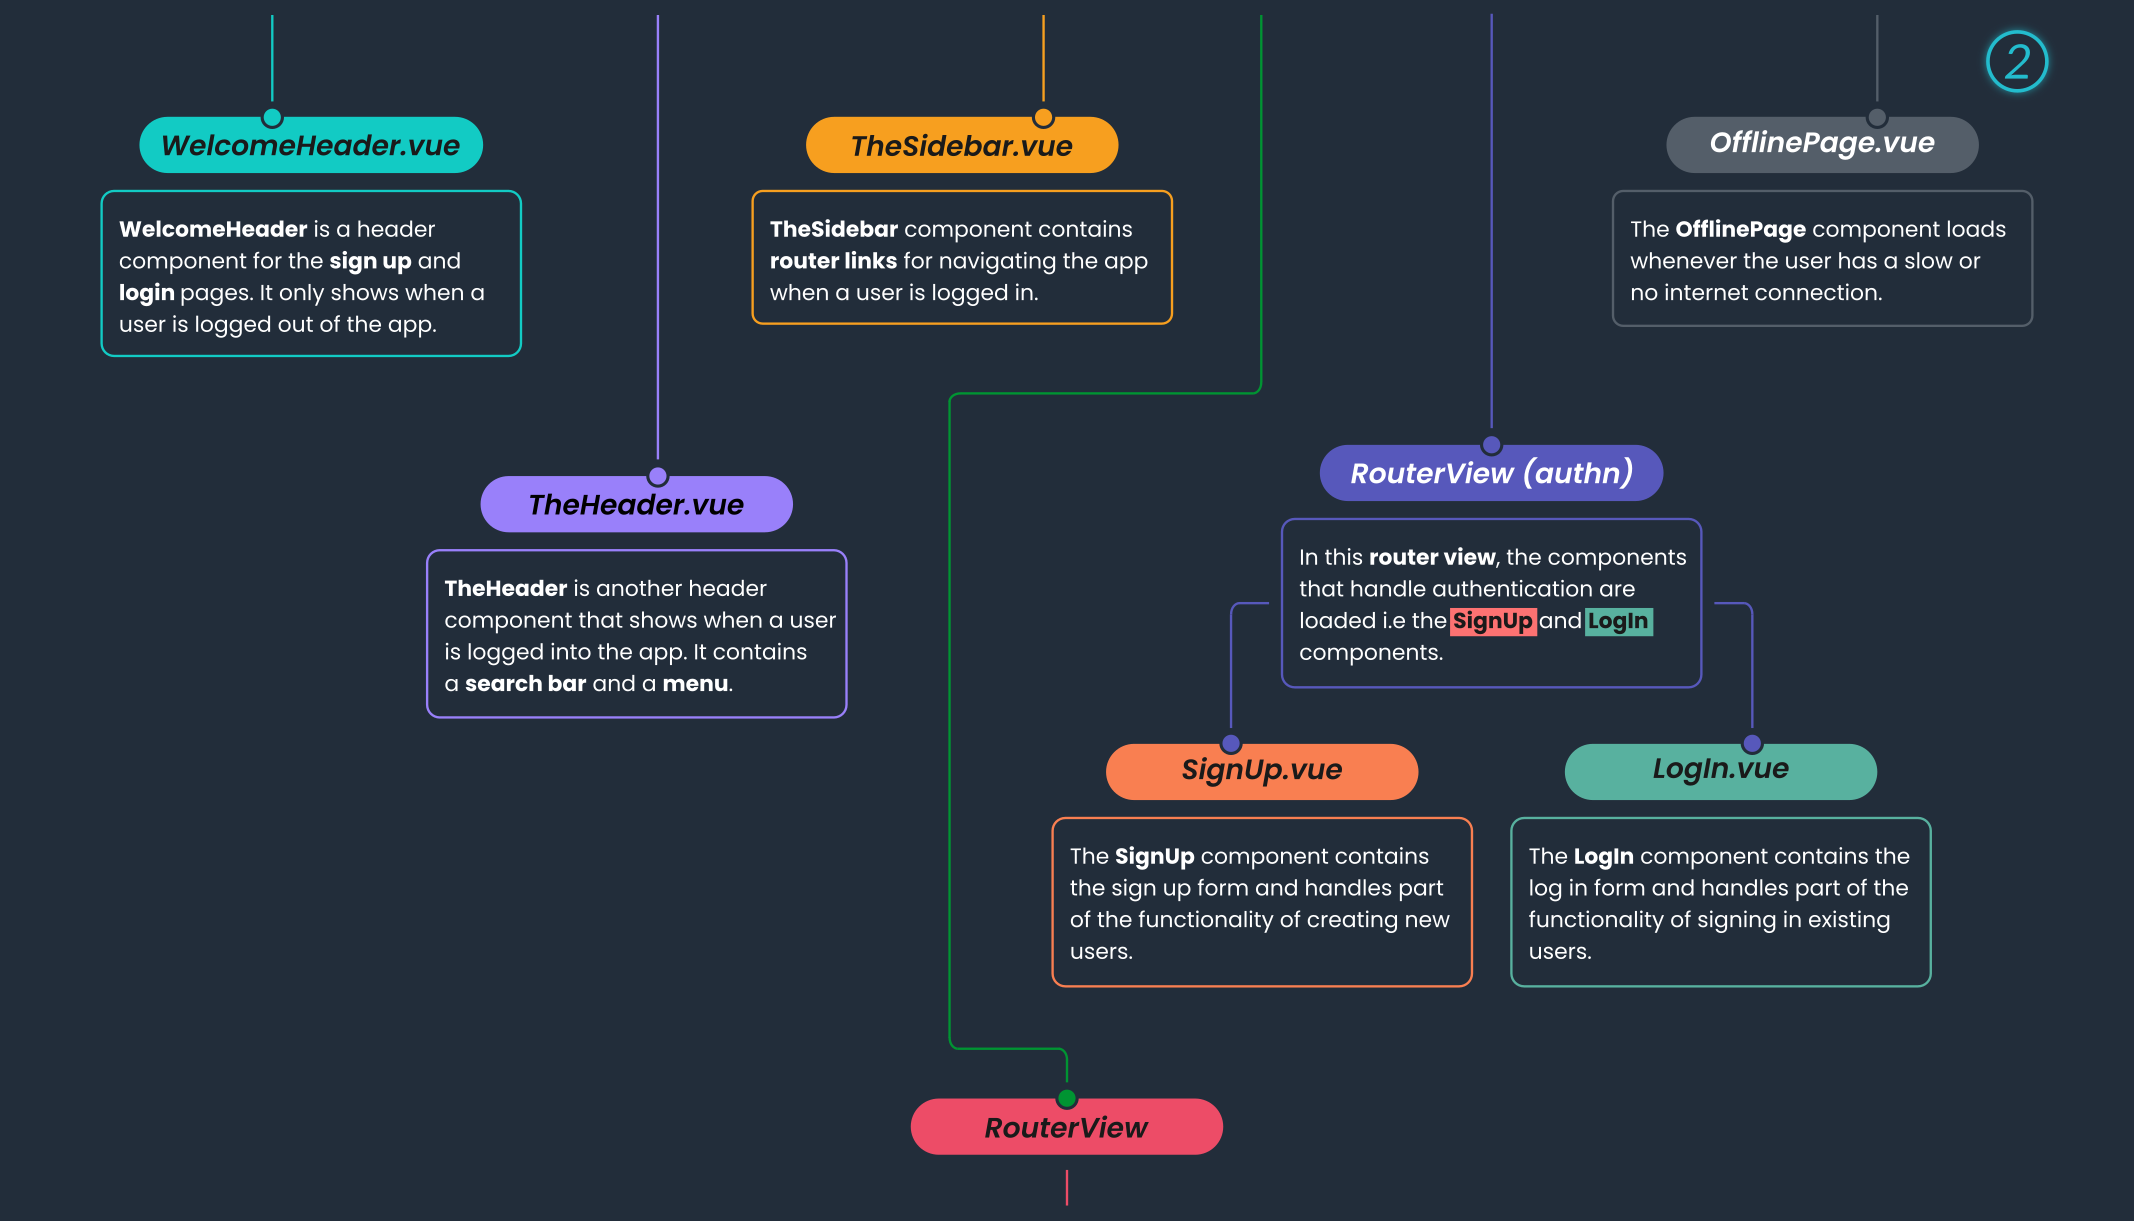 2
WelcomeHeader.vue
WelcomeHeader is a header
component for the sign up and
login pages. It only shows when a
user is logged out of the app.
TheSidebar.vue
TheSidebar component contains
router links for navigating the app
when a user is logged in.
OfflinePage.vue
The OfflinePage component loads
whenever the user has a slow or
no internet connection.
TheHeader.vue
TheHeader is another header
component that shows when a user
is logged into the app. It contains
a search bar and a menu.
RouterView (authn)
In this router view, the components
that handle authentication are
loaded i.e the SignUp and LogIn
components.
SignUp.vue
The SignUp component contains
the sign up form and handles part
of the functionality of creating new
users.
LogIn.vue
The LogIn component contains the
log in form and handles part of the
functionality of signing in existing
users.
RouterView